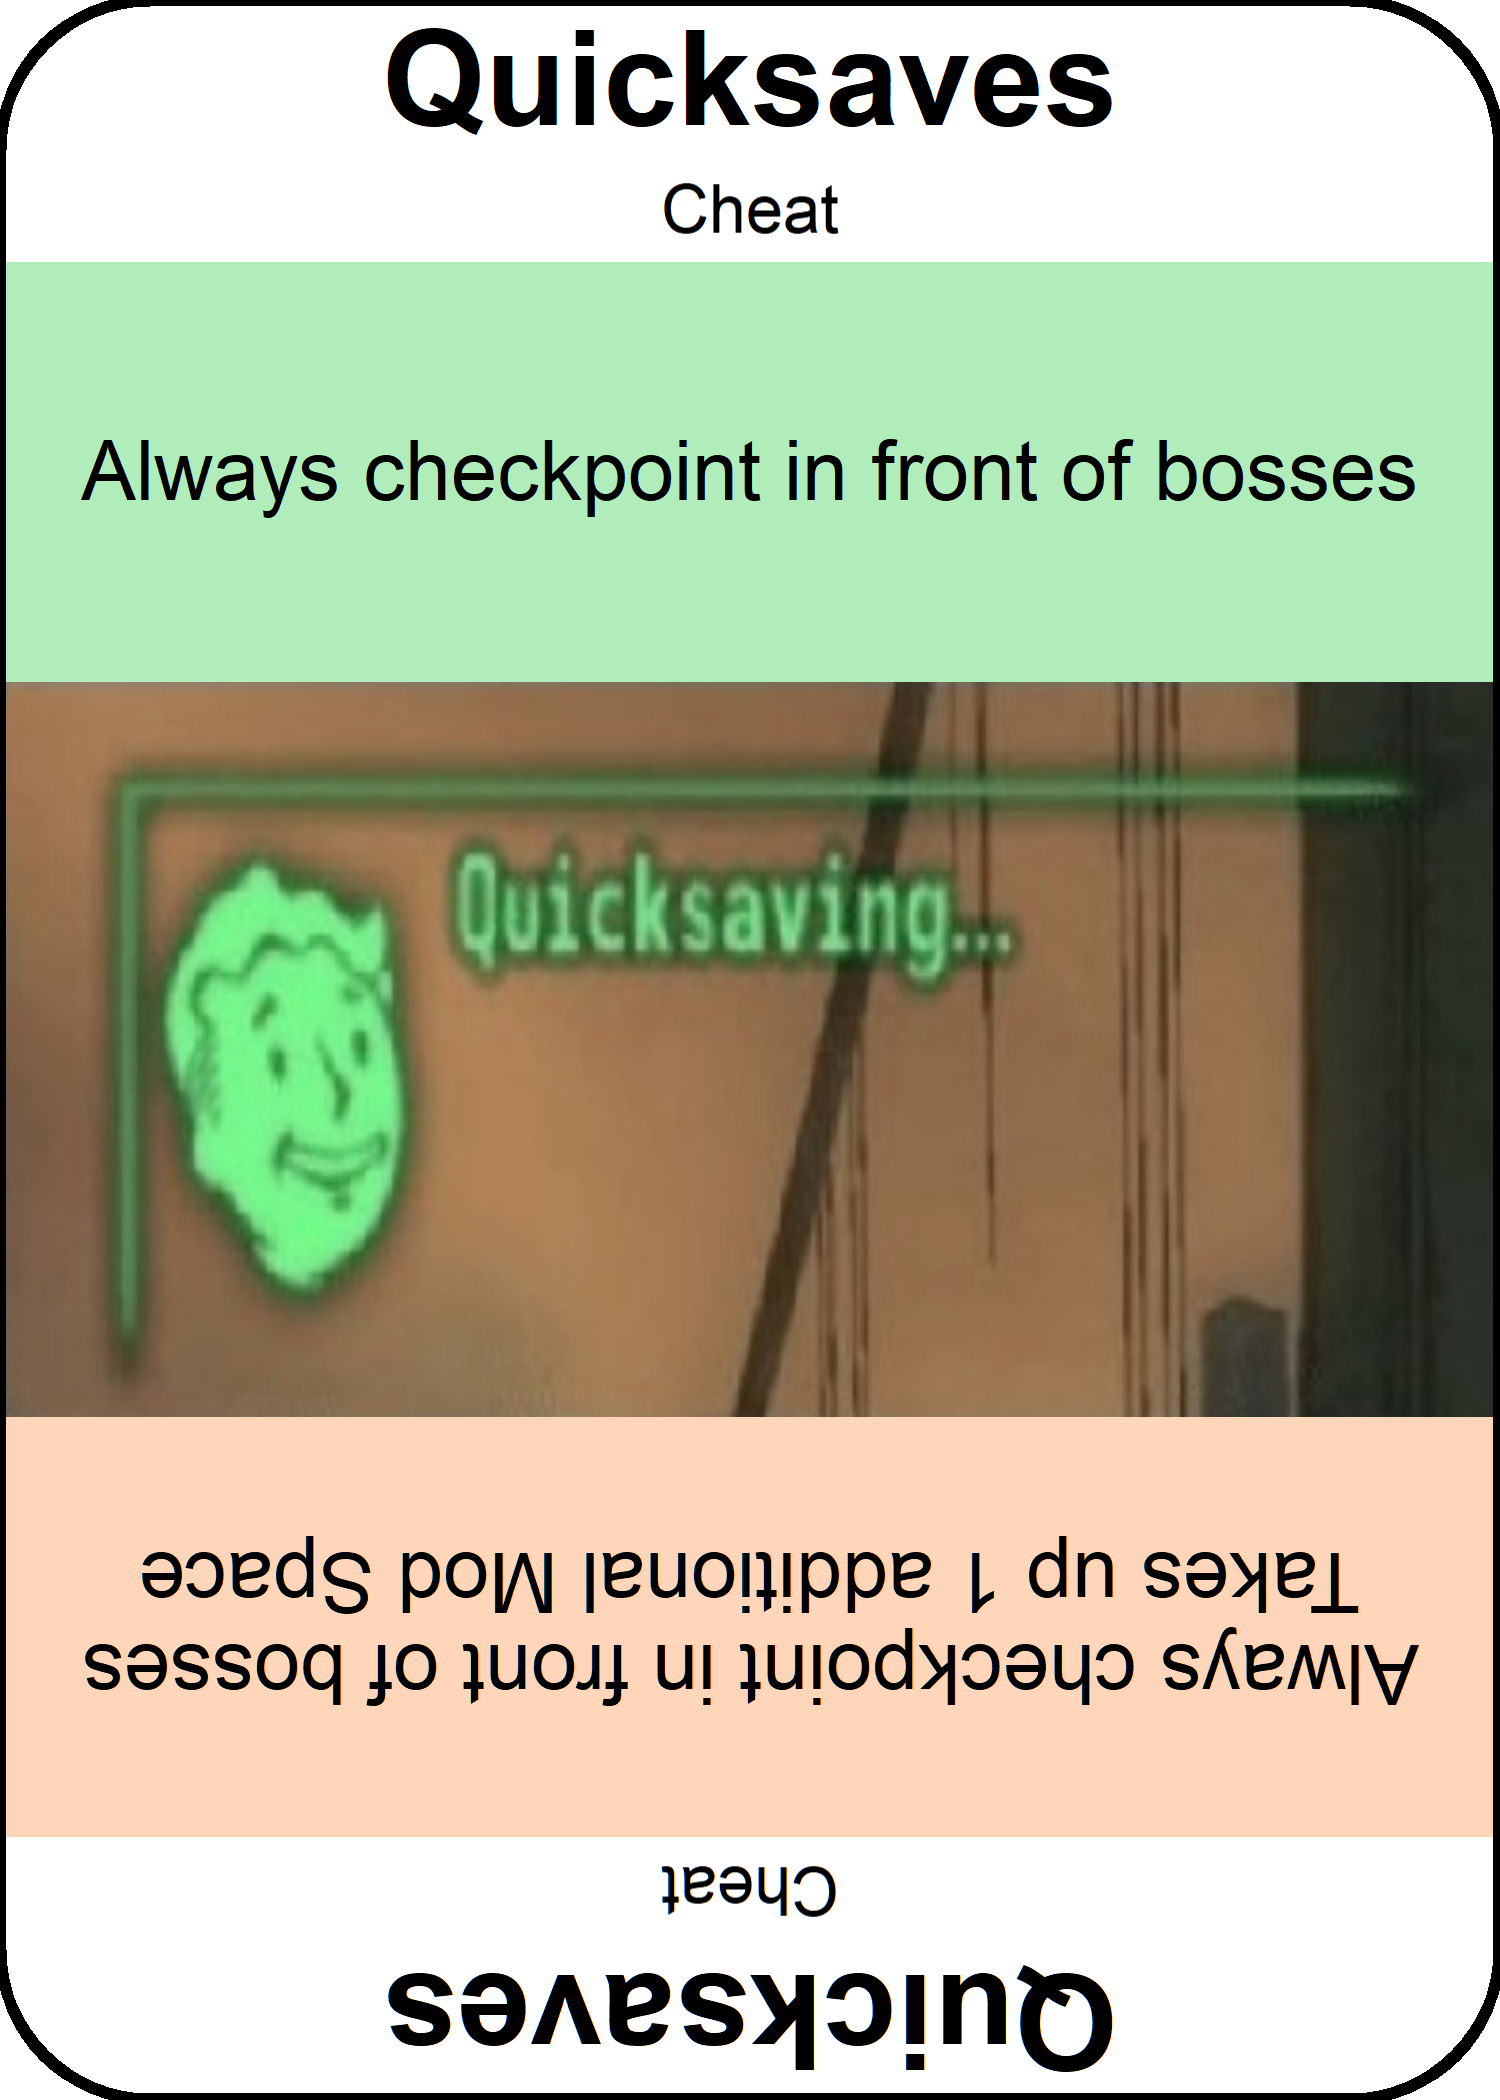 Quicksaves
Cheat
Always checkpoint in front of bosses
Quicksaving...
Always checkpoint in front of bosses
Takes up 1 additional Mod Space
Cheat
Quicksaves